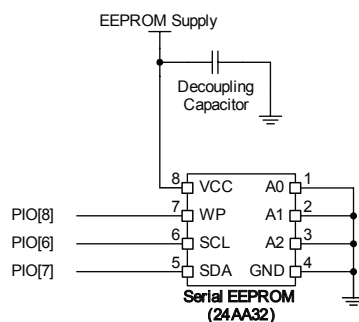 EEPROM Supply
Decoupling
Capacitor
8 VCC A0 1
PIO[8] 7 WP A1 2
PIO[6] 6 SCL A2 3
PIO[7] 5 SDA GND 4
Serial EEPROM
(24AA32)